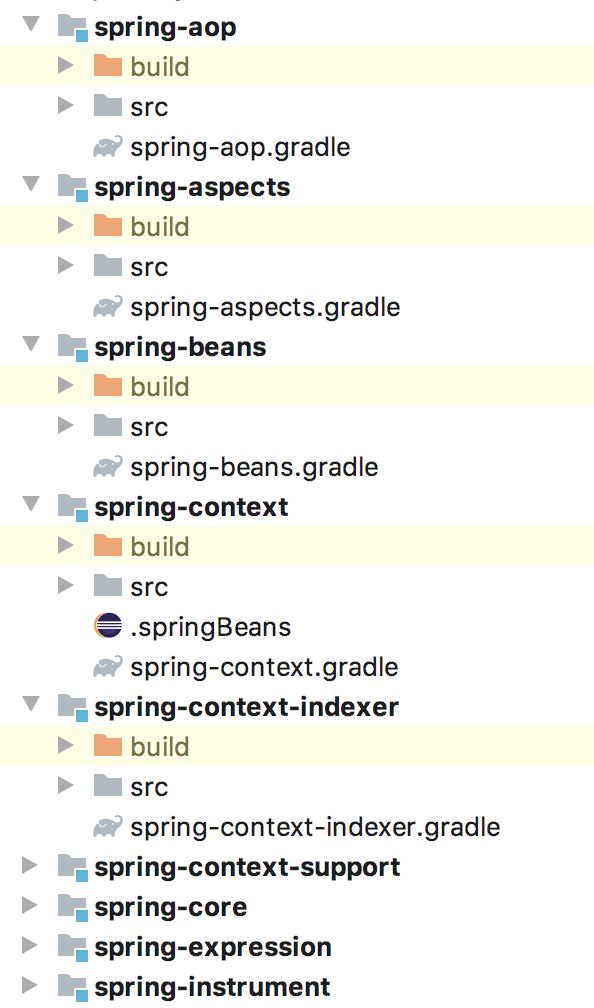 spring-aop
build
src
spring-aop.gradle
spring-aspects
build
src
spring-aspects.gradle
spring-beans
build
src
spring-beans.gradle
spring-context
build
src
.springBeans
spring-context.gradle
spring-context-indexer
build
src
spring-context-indexer.gradle
spring-context-support
spring-core
spring-expression
spring-instrument